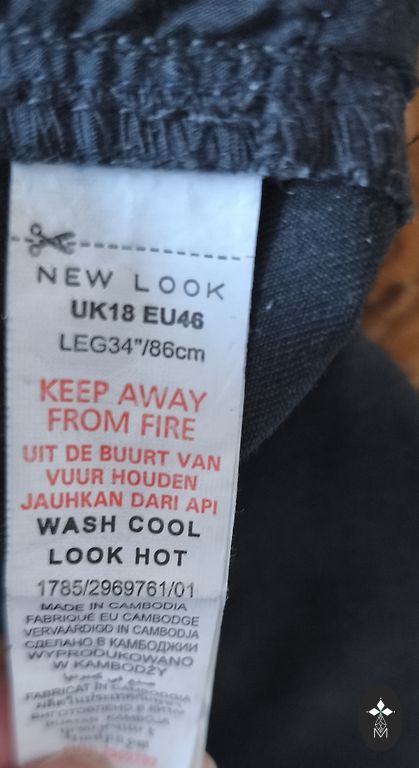 NEW LOOK
UK18 EU46
LEG34"/86cm
KEEP AWAY
FROM FIRE
UIT DE BUURT VAN
VUUR HOUDEN
JAUHKAN DARI API
WASH COOL
LOOK HOT
1785/2969761/01
MADE IN CAMBODIA
FABRIQUÉ EU CAMBODGE
VERVAARDIGD IN CAMBODJA
СДЕЛАНО В КАМБОДЖИИ
WYPRODUKOWANO
W KAMBODŻY
FABRICAT ÎN CAMBODGIA
M